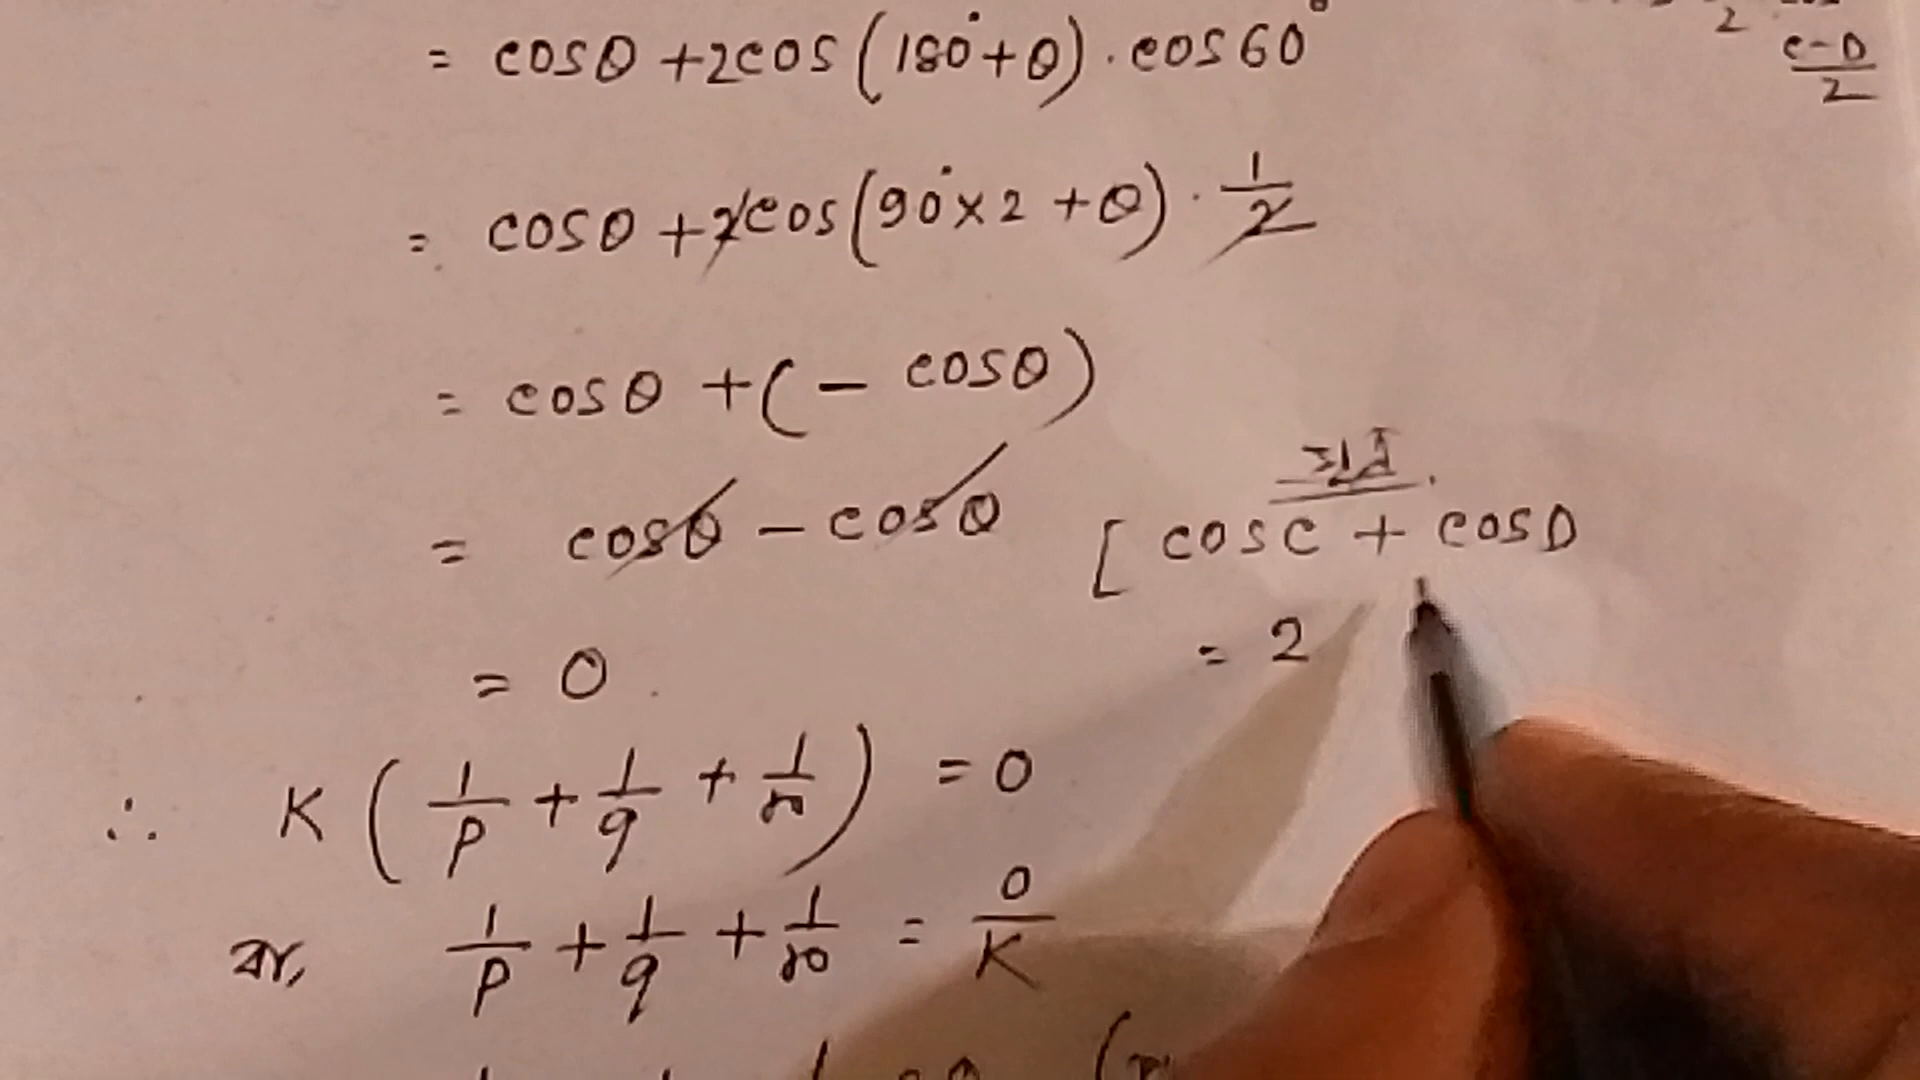 = cosθ + 2cos(180°+θ) . cos60°
2
c-D
2
= cosθ + 2cos(90°×2+θ) . 1/2
= cosθ + (- cosθ)
= cosθ - cosθ
সূত্র
[ cosC + cosD
= 2
= 0
∴ K(1/p + 1/q + 1/r) = 0
বা, 1/p + 1/q + 1/r = 0/K